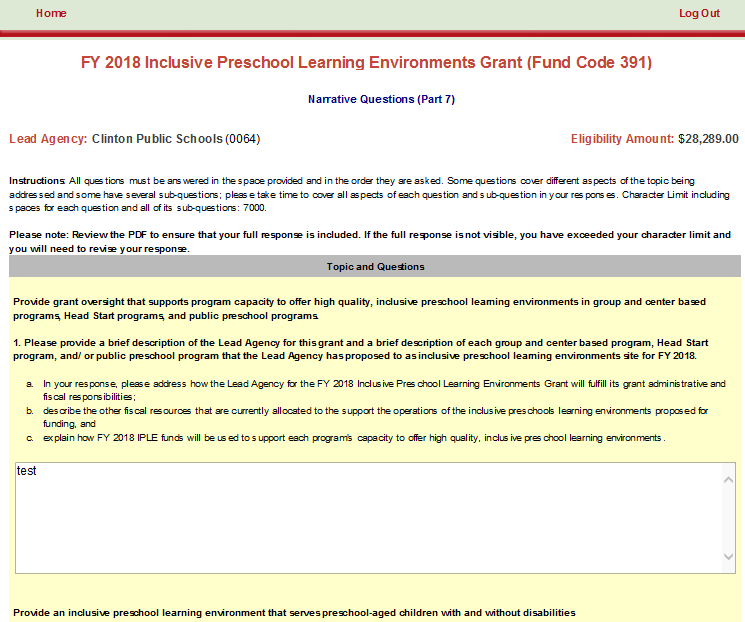 Home Log Out
FY 2018 Inclusive Preschool Learning Environments Grant (Fund Code 391)
Narrative Questions (Part 7)
Lead Agency: Clinton Public Schools (0064) Eligibility Amount: $28,289.00
Instructions: All questions must be answered in the space provided and in the order they are asked. Some questions cover different aspects of the topic being
addressed and some have several sub-questions; please take time to cover all aspects of each question and sub-question in your responses. Character Limit including
spaces for each question and all of its sub-questions: 7000.
Please note: Review the PDF to ensure that your full response is included. If the full response is not visible, you have exceeded your character limit and
you will need to revise your response.
Topic and Questions
Provide grant oversight that supports program capacity to offer high quality, inclusive preschool learning environments in group and center based
programs, Head Start programs, and public preschool programs.
1. Please provide a brief description of the Lead Agency for this grant and a brief description of each group and center based program, Head Start
program, and/ or public preschool program that the Lead Agency has proposed to as inclusive preschool learning environments site for FY 2018.
a. In your response, please address how the Lead Agency for the FY 2018 Inclusive Preschool Learning Environments Grant will fulfill its grant administrative and
fiscal responsibilities;
b. describe the other fiscal resources that are currently allocated to the support the operations of the inclusive preschools learning environments proposed for
funding, and
c. explain how FY 2018 IPLE funds will be used to support each program's capacity to offer high quality, inclusive preschool learning environments.
test
Provide an inclusive preschool learning environment that serves preschool-aged children with and without disabilities